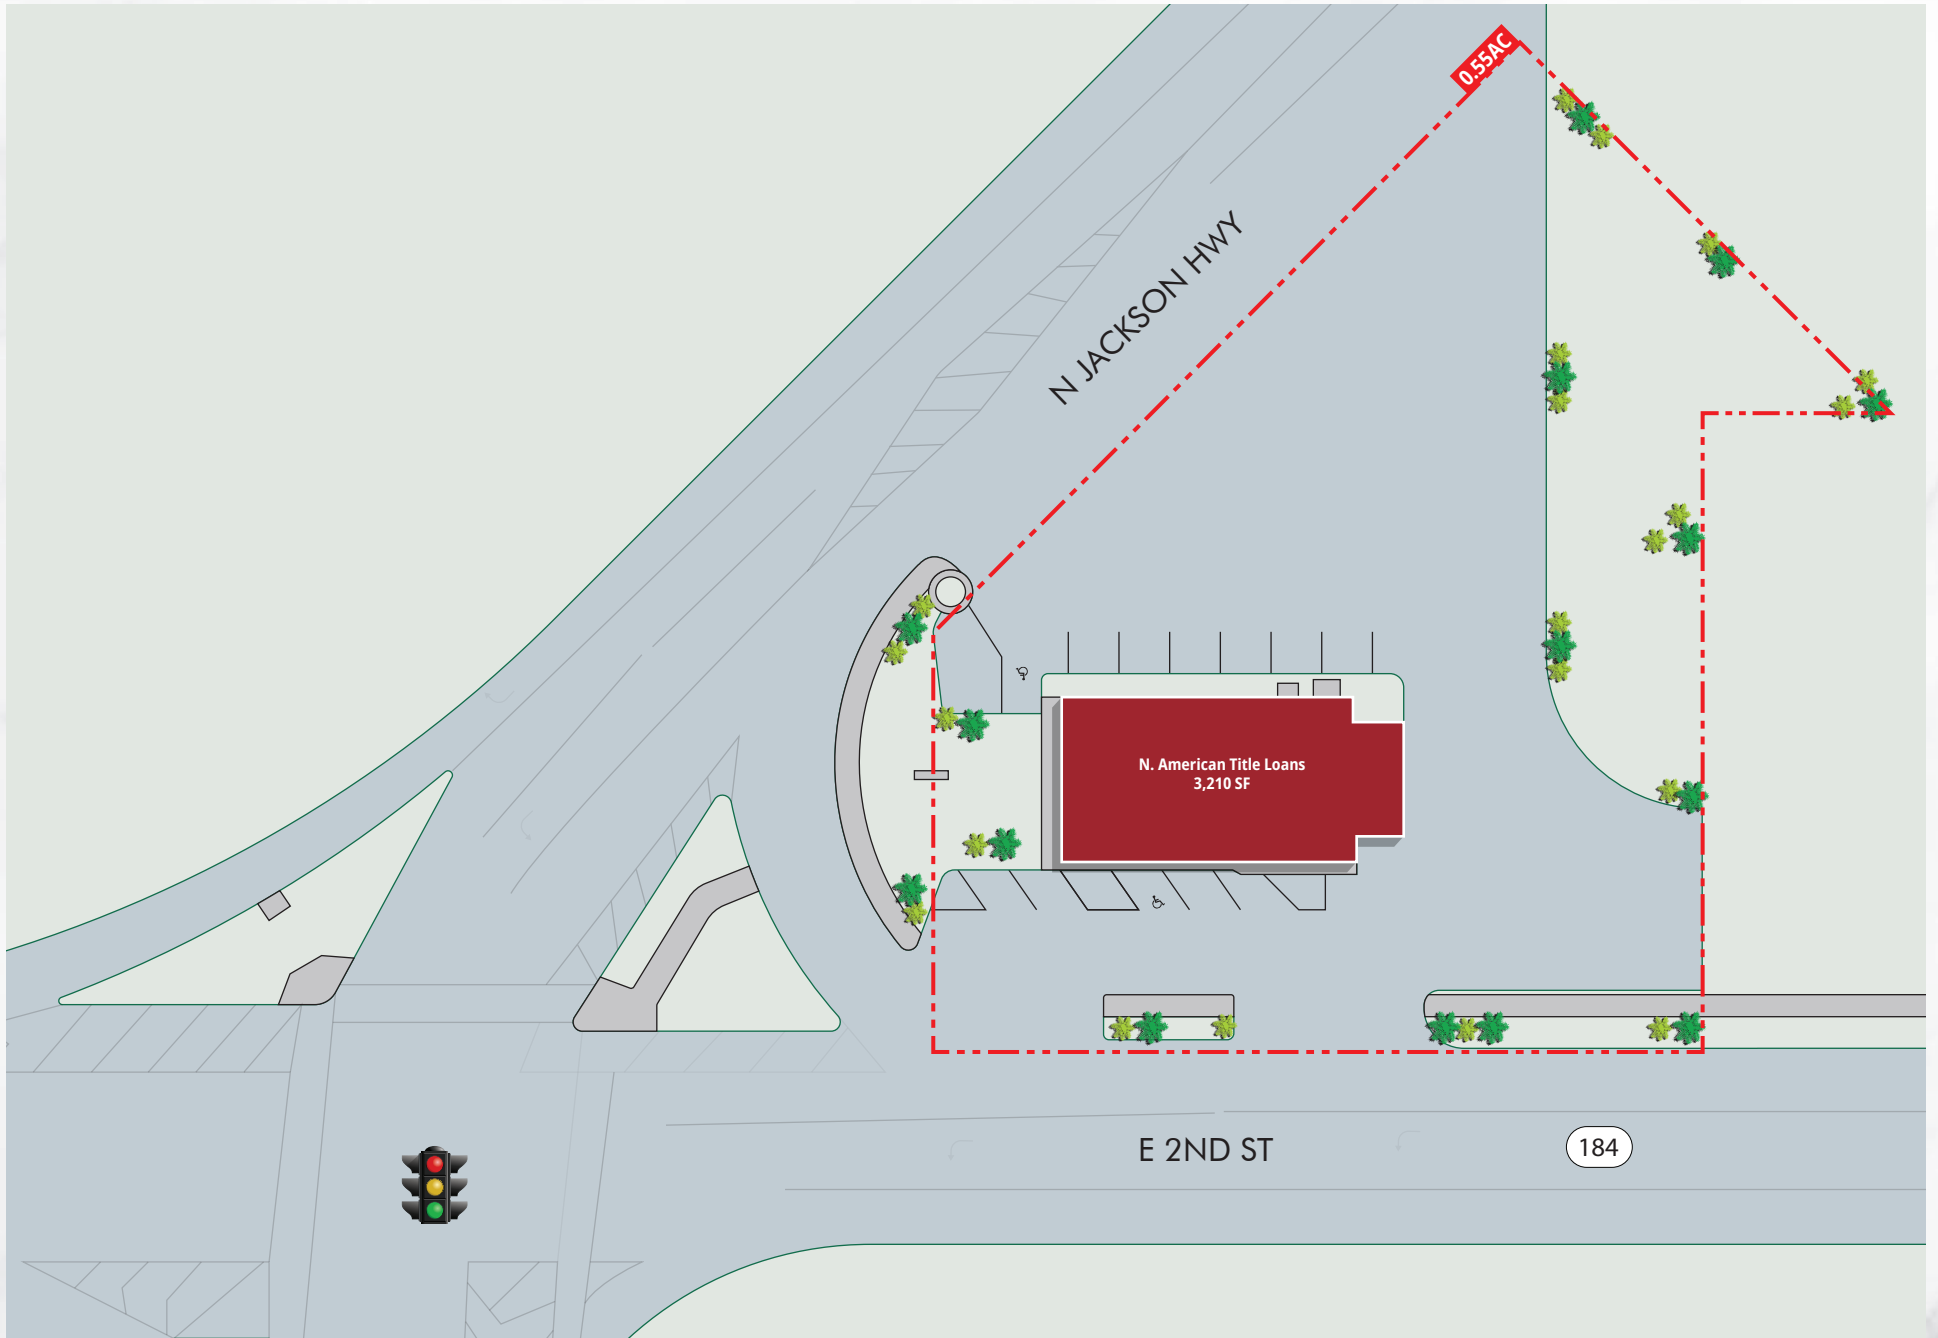 0.55AC
N JACKSON HWY
N. American Title Loans
3,210 SF
E 2ND ST
184